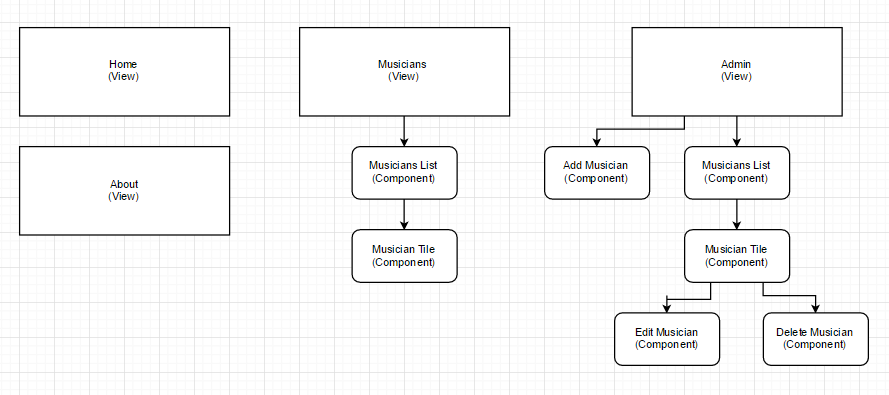 Home
(View)
Musicians
(View)
Admin
(View)
About
(View)
Musicians List
(Component)
Add Musician
(Component)
Musicians List
(Component)
Musician Tile
(Component)
Musician Tile
(Component)
Edit Musician
(Component)
Delete Musician
(Component)